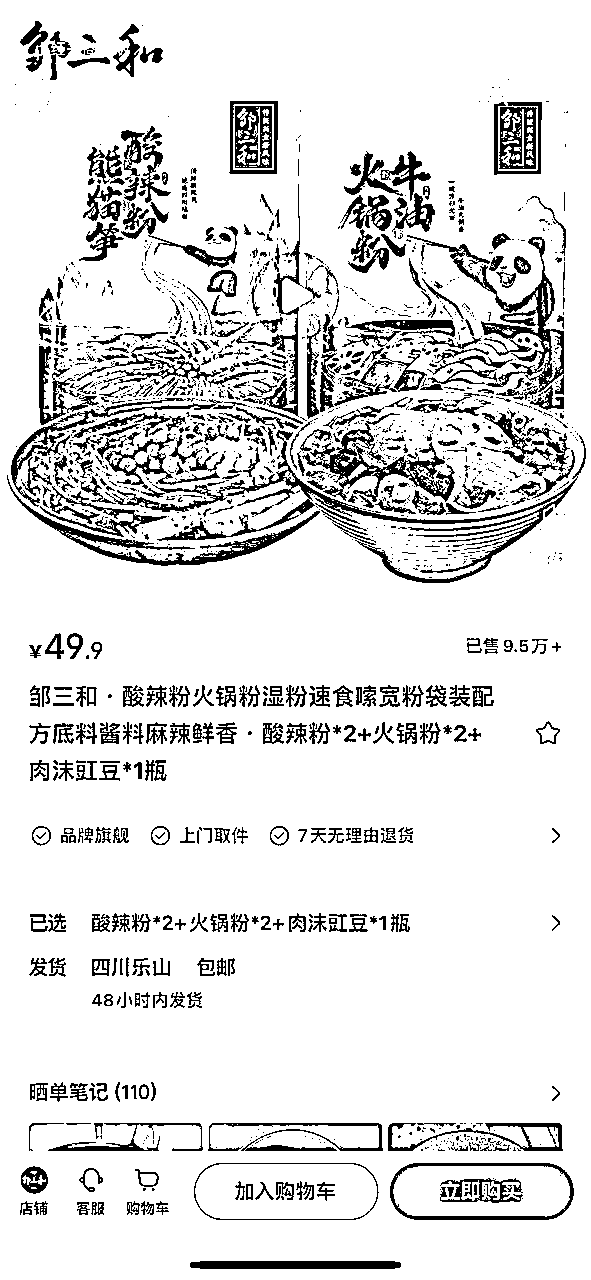 邹三和
邹三和
酸辣粉
熊猫笋
邹三和
牛油
火锅粉
¥49.9
已售 9.5万+
邹三和·酸辣粉火锅粉湿粉速食嗦宽粉袋装配
方底料酱料麻辣鲜香·酸辣粉*2+火锅粉*2+
肉沫豇豆*1瓶
品牌旗舰 上门取件 7天无理由退货
已选 酸辣粉*2+火锅粉*2+肉沫豇豆*1瓶
发货 四川乐山 包邮
48小时内发货
晒单笔记 (110)
店铺 客服 购物车 加入购物车 立即购买